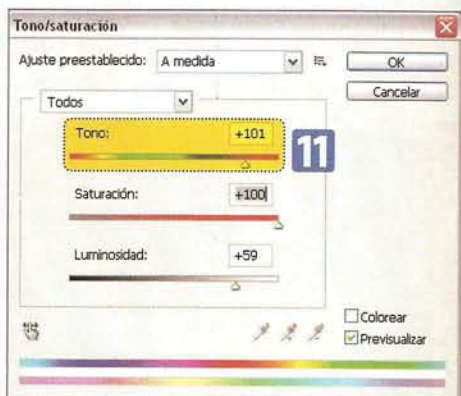 Tono/saturación
Ajuste preestablecido: A medida
OK
Cancelar
Todos
Tono: +101
11
Saturación: +100
Luminosidad: +59
Colorear
Previsualizar